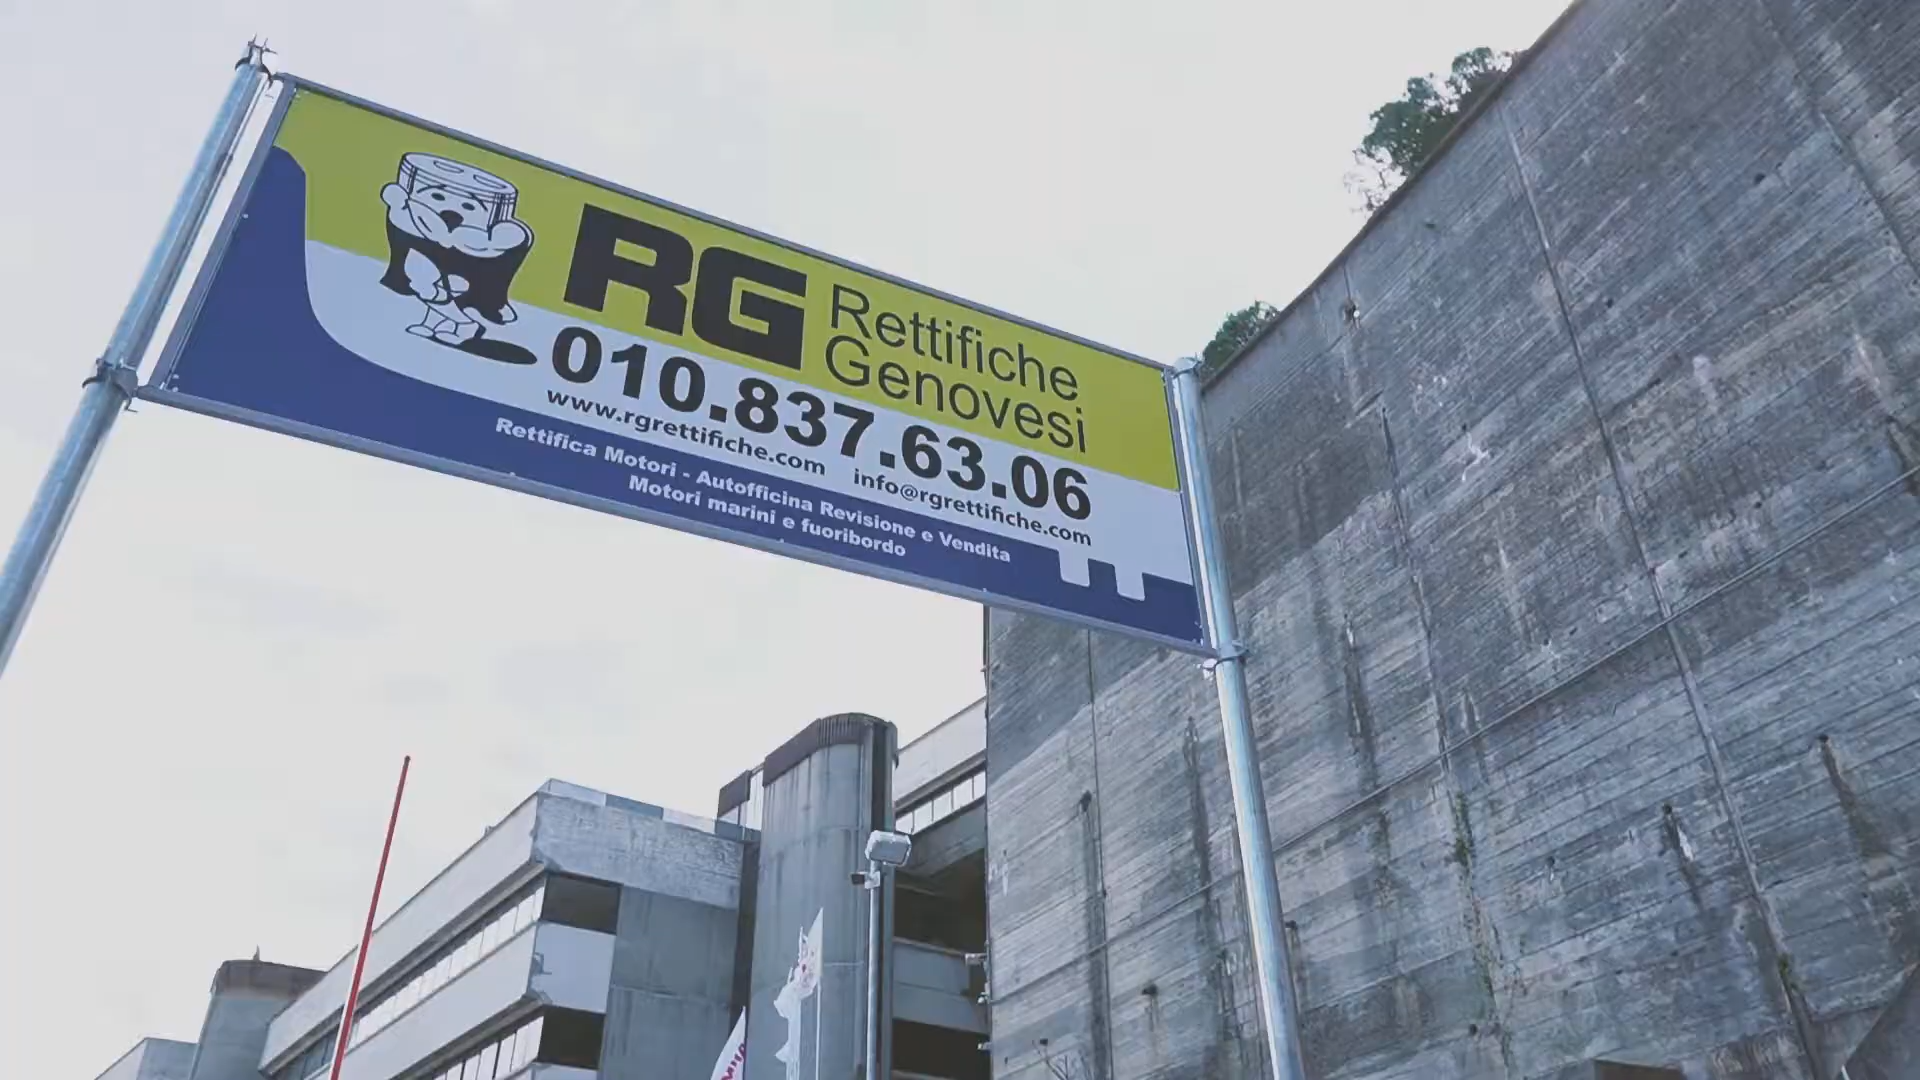 RG Rettifiche
Genovesi
010.837.63.06
www.rgrettifiche.com info@rgrettifiche.com
Rettifica Motori - Autofficina Revisione e Vendita
Motori marini e fuoribordo